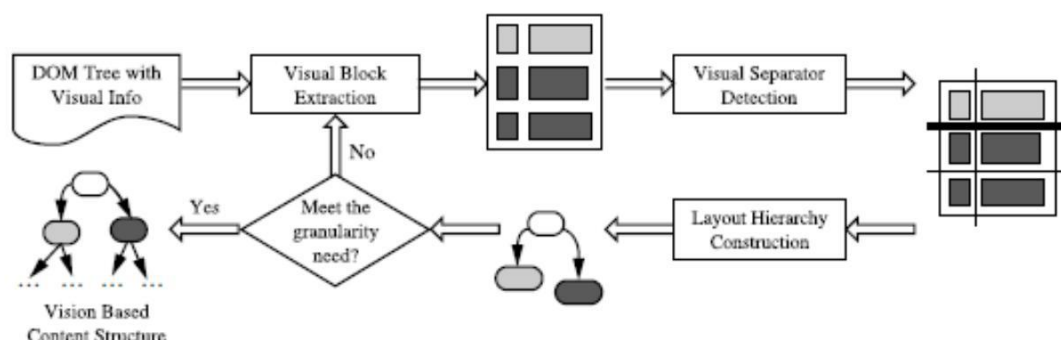 DOM Tree with
Visual Info
Visual Block
Extraction
Visual Separator
Detection
No
Yes
Meet the
granularity
need?
Layout Hierarchy
Construction
... ... ... ...
Vision Based
Content Structure